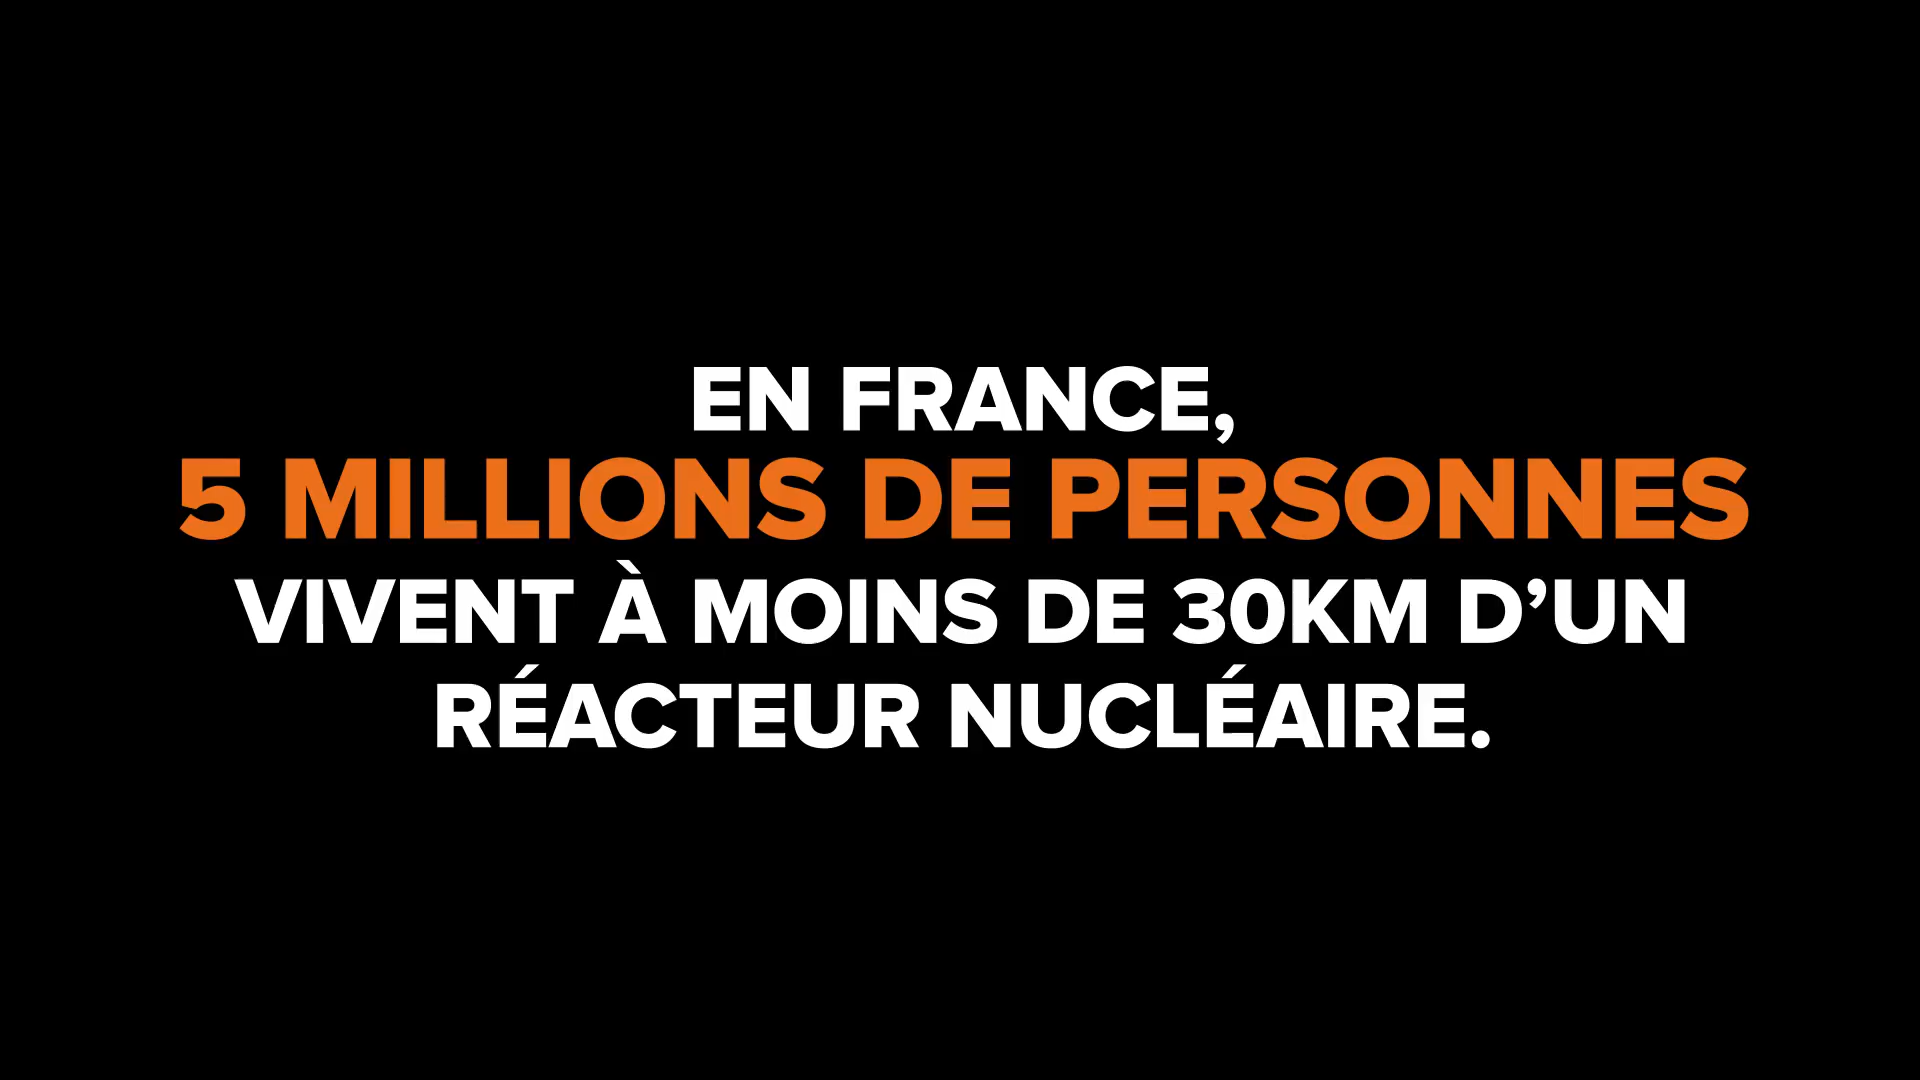 EN FRANCE,
5 MILLIONS DE PERSONNES
VIVENT À MOINS DE 30KM D’UN
RÉACTEUR NUCLÉAIRE.